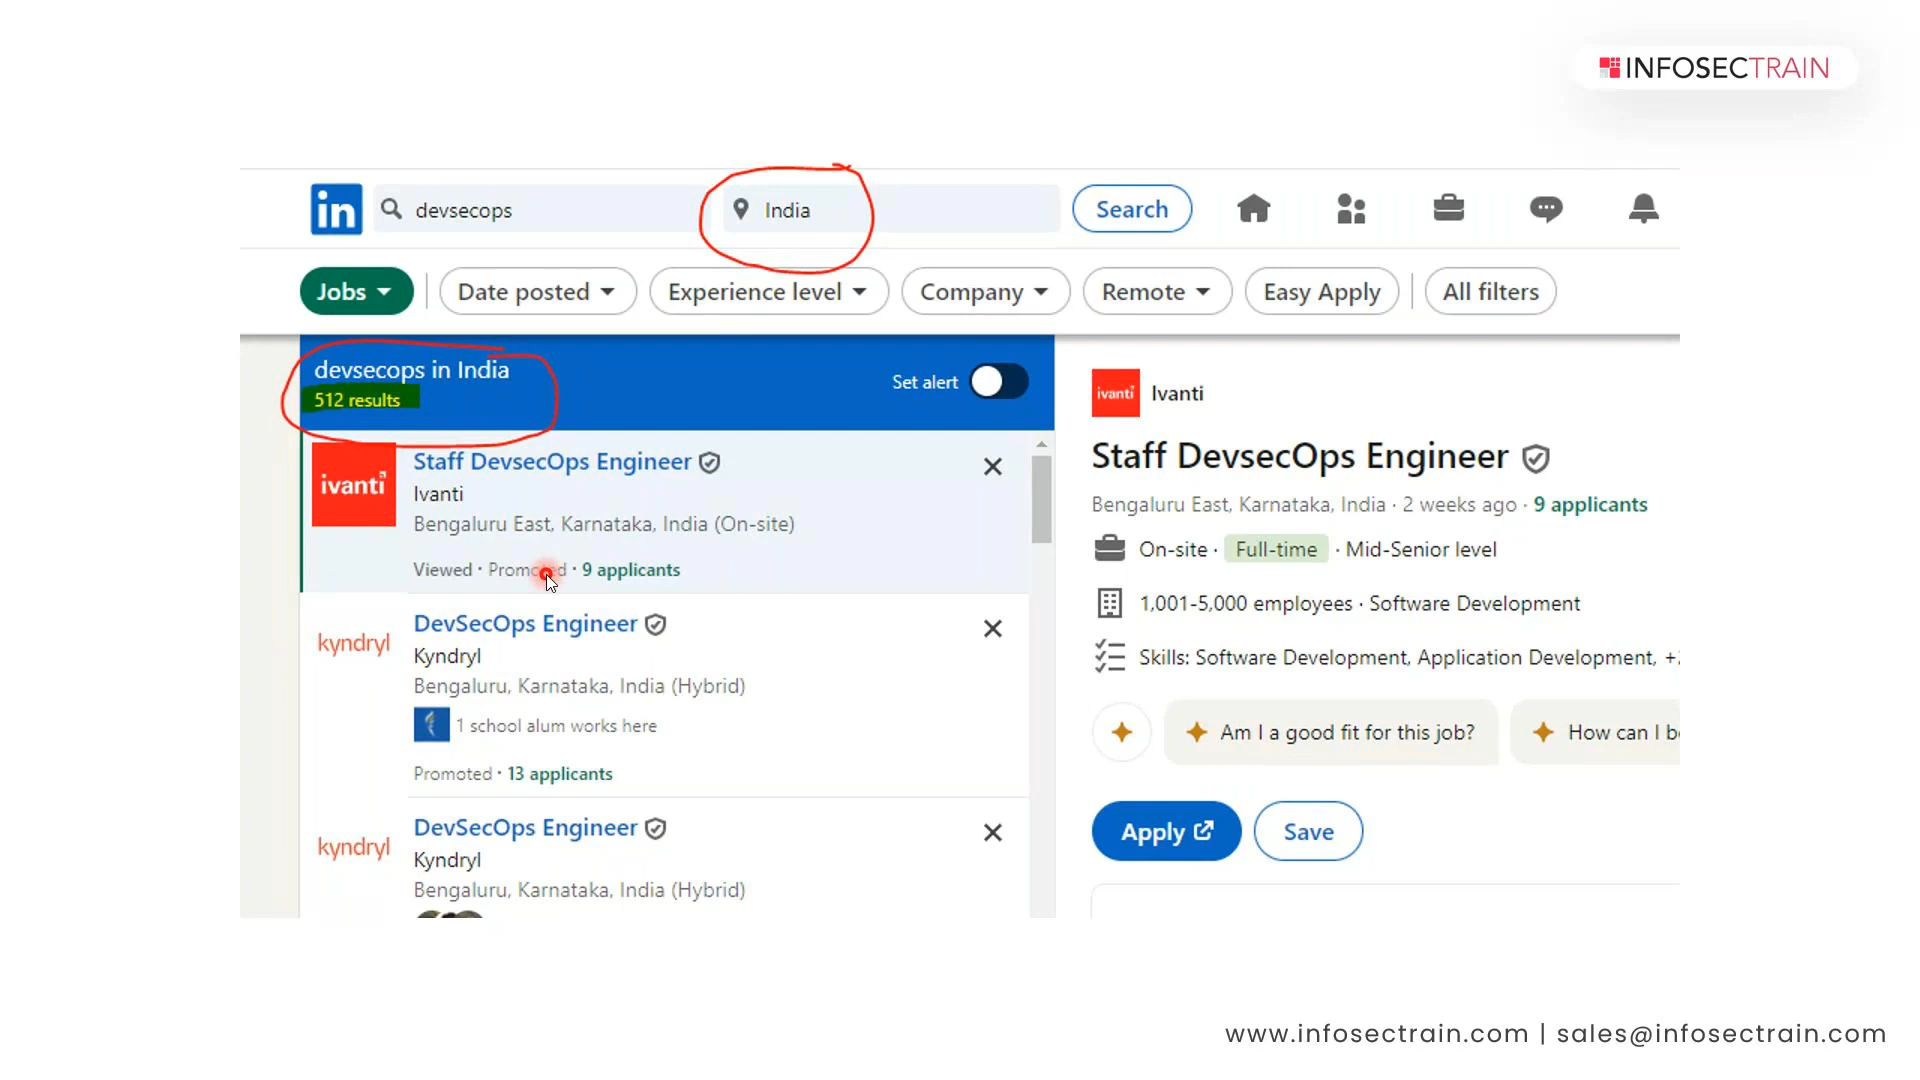 INFOSECTRAIN
in
devsecops
India
Search
Jobs
Date posted
Experience level
Company
Remote
Easy Apply
All filters
devsecops in India
512 results
Set alert
ivanti
Staff DevsecOps Engineer
Ivanti
Bengaluru East, Karnataka, India (On-site)
Viewed · Promoted · 9 applicants
kyndryl
DevSecOps Engineer
Kyndryl
Bengaluru, Karnataka, India (Hybrid)
1 school alum works here
Promoted · 13 applicants
kyndryl
DevSecOps Engineer
Kyndryl
Bengaluru, Karnataka, India (Hybrid)
ivanti
Ivanti
Staff DevsecOps Engineer
Bengaluru East, Karnataka, India · 2 weeks ago · 9 applicants
On-site · Full-time · Mid-Senior level
1,001-5,000 employees · Software Development
Skills: Software Development, Application Development,
Am I a good fit for this job?
How can I
Apply
Save
www.infosectrain.com | sales@infosectrain.com